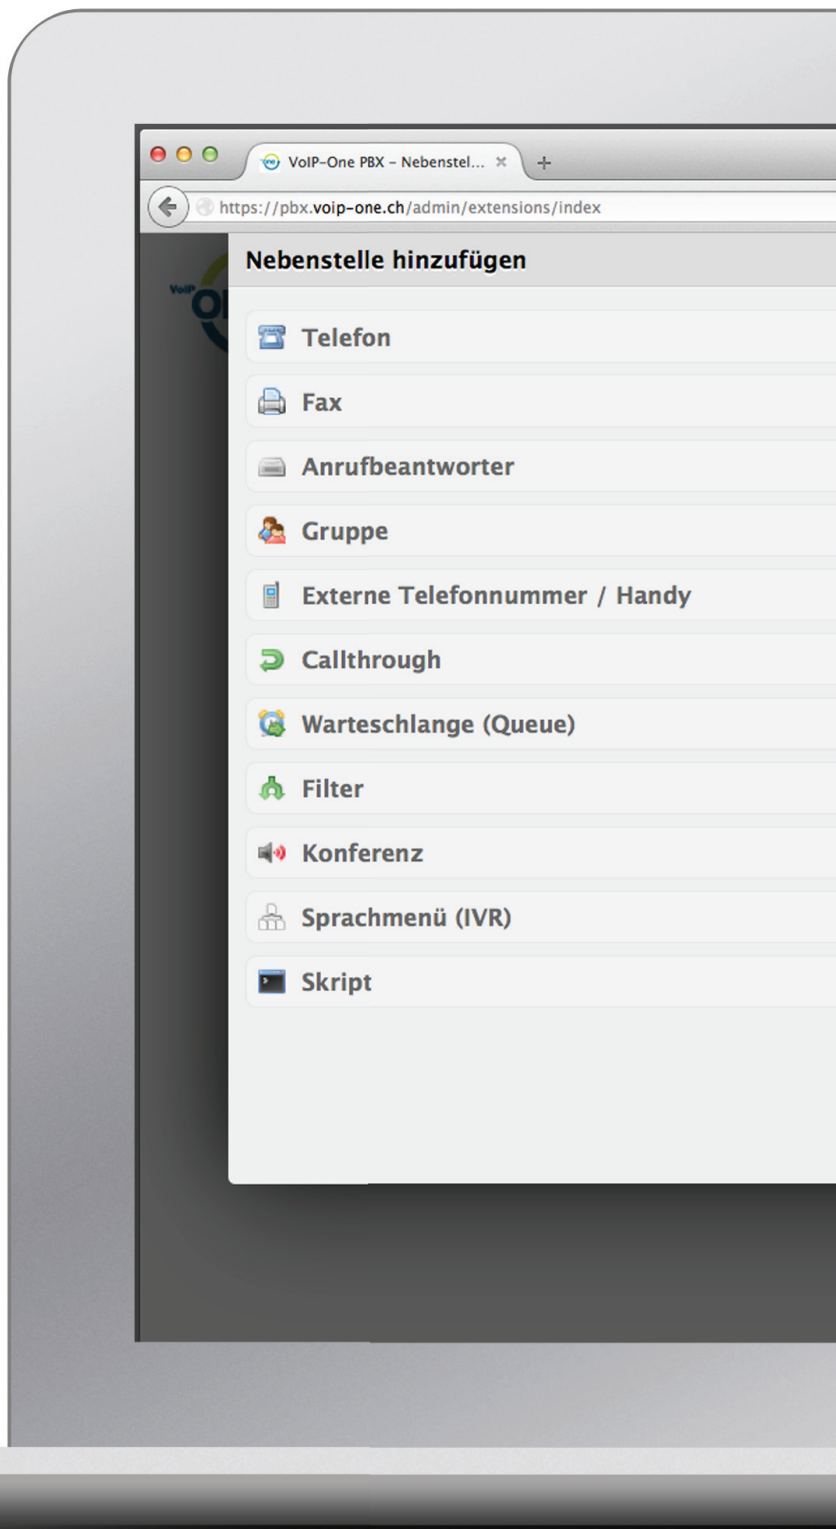 VoIP-One PBX – Nebenstel...
https://pbx.voip-one.ch/admin/extensions/index
VoIP
Nebenstelle hinzufügen
Telefon
Fax
Anrufbeantworter
Gruppe
Externe Telefonnummer / Handy
Callthrough
Warteschlange (Queue)
Filter
Konferenz
Sprachmenü (IVR)
Skript